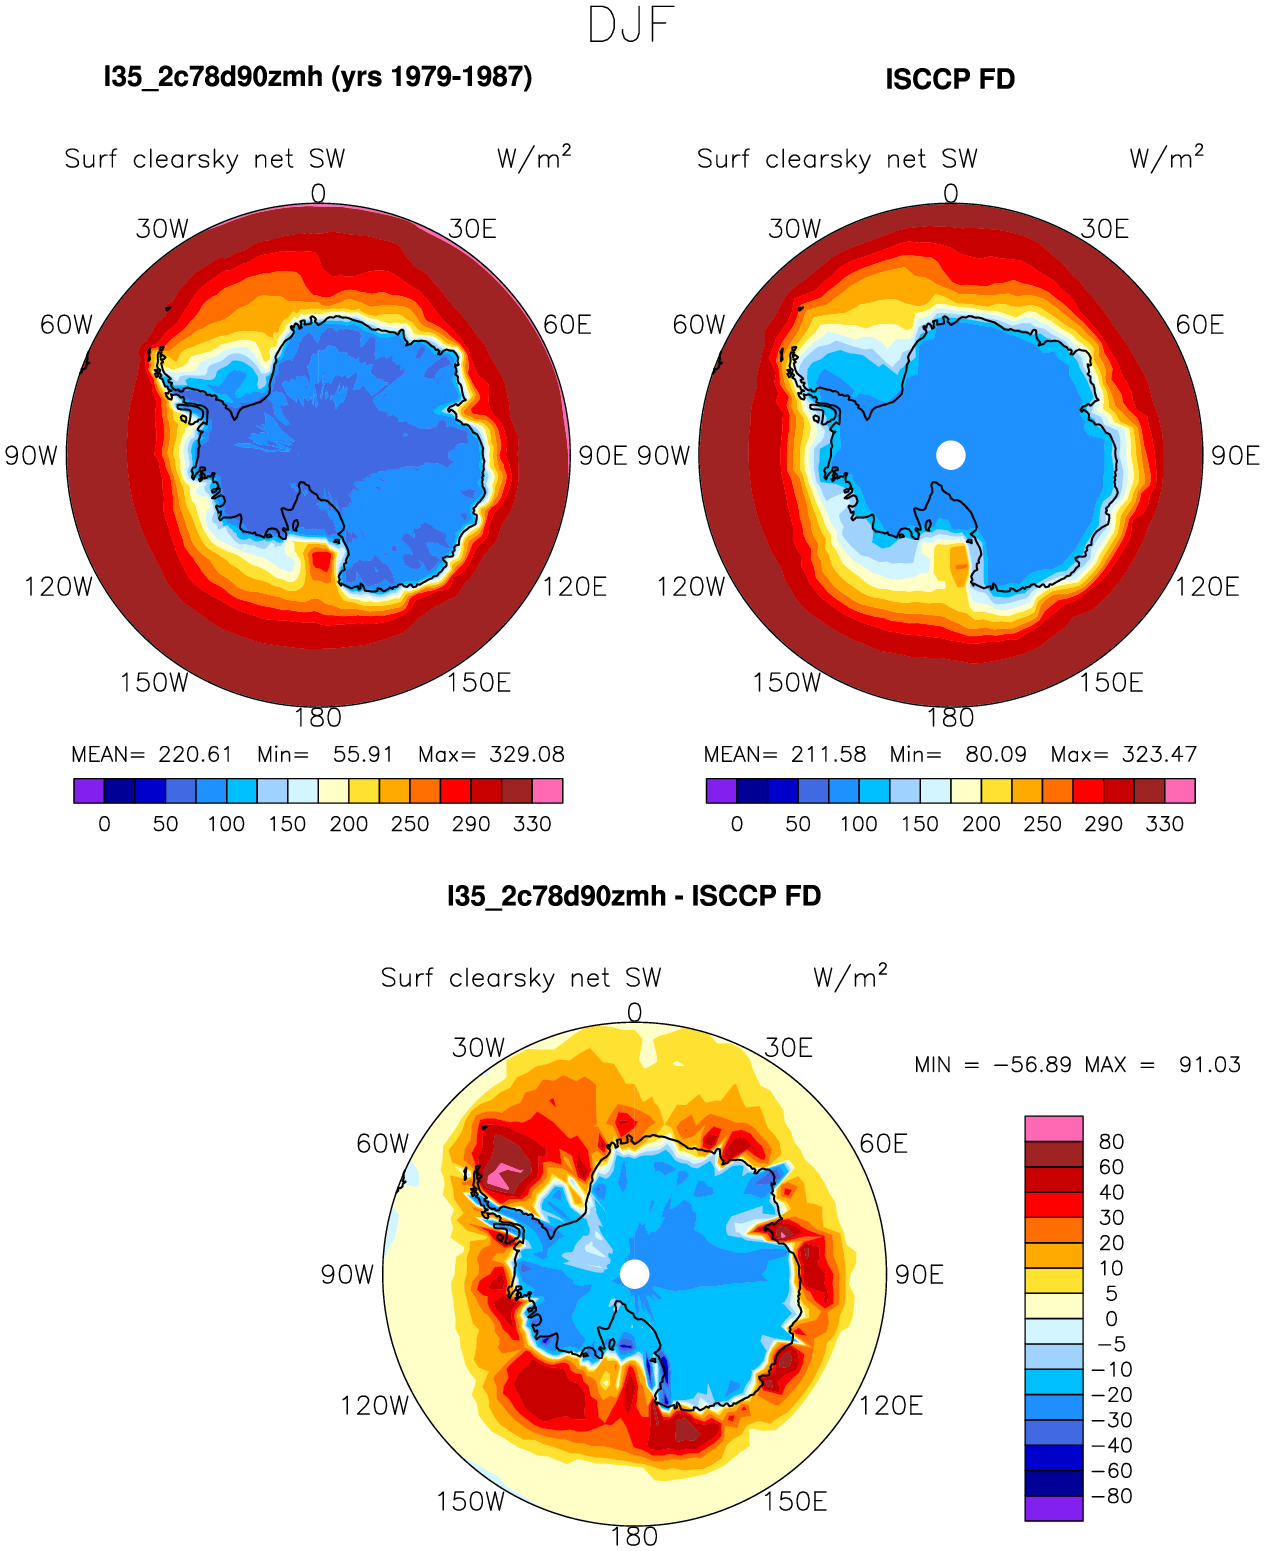 DJF
I35_2c78d90zmh (yrs 1979-1987)
ISCCP FD
Surf clearsky net SW W/m²
Surf clearsky net SW W/m²
0
30W 30E
60W 60E
90W 90E
120W 120E
150W 150E
180
0
30W 30E
60W 60E
90W 90E
120W 120E
150W 150E
180
MEAN= 220.61 Min= 55.91 Max= 329.08
0 50 100 150 200 250 290 330
MEAN= 211.58 Min= 80.09 Max= 323.47
0 50 100 150 200 250 290 330
I35_2c78d90zmh - ISCCP FD
Surf clearsky net SW W/m²
0
30W 30E
60W 60E
90W 90E
120W 120E
150W 150E
180
MIN = −56.89 MAX = 91.03
80
60
40
30
20
10
5
0
−5
−10
−20
−30
−40
−60
−80